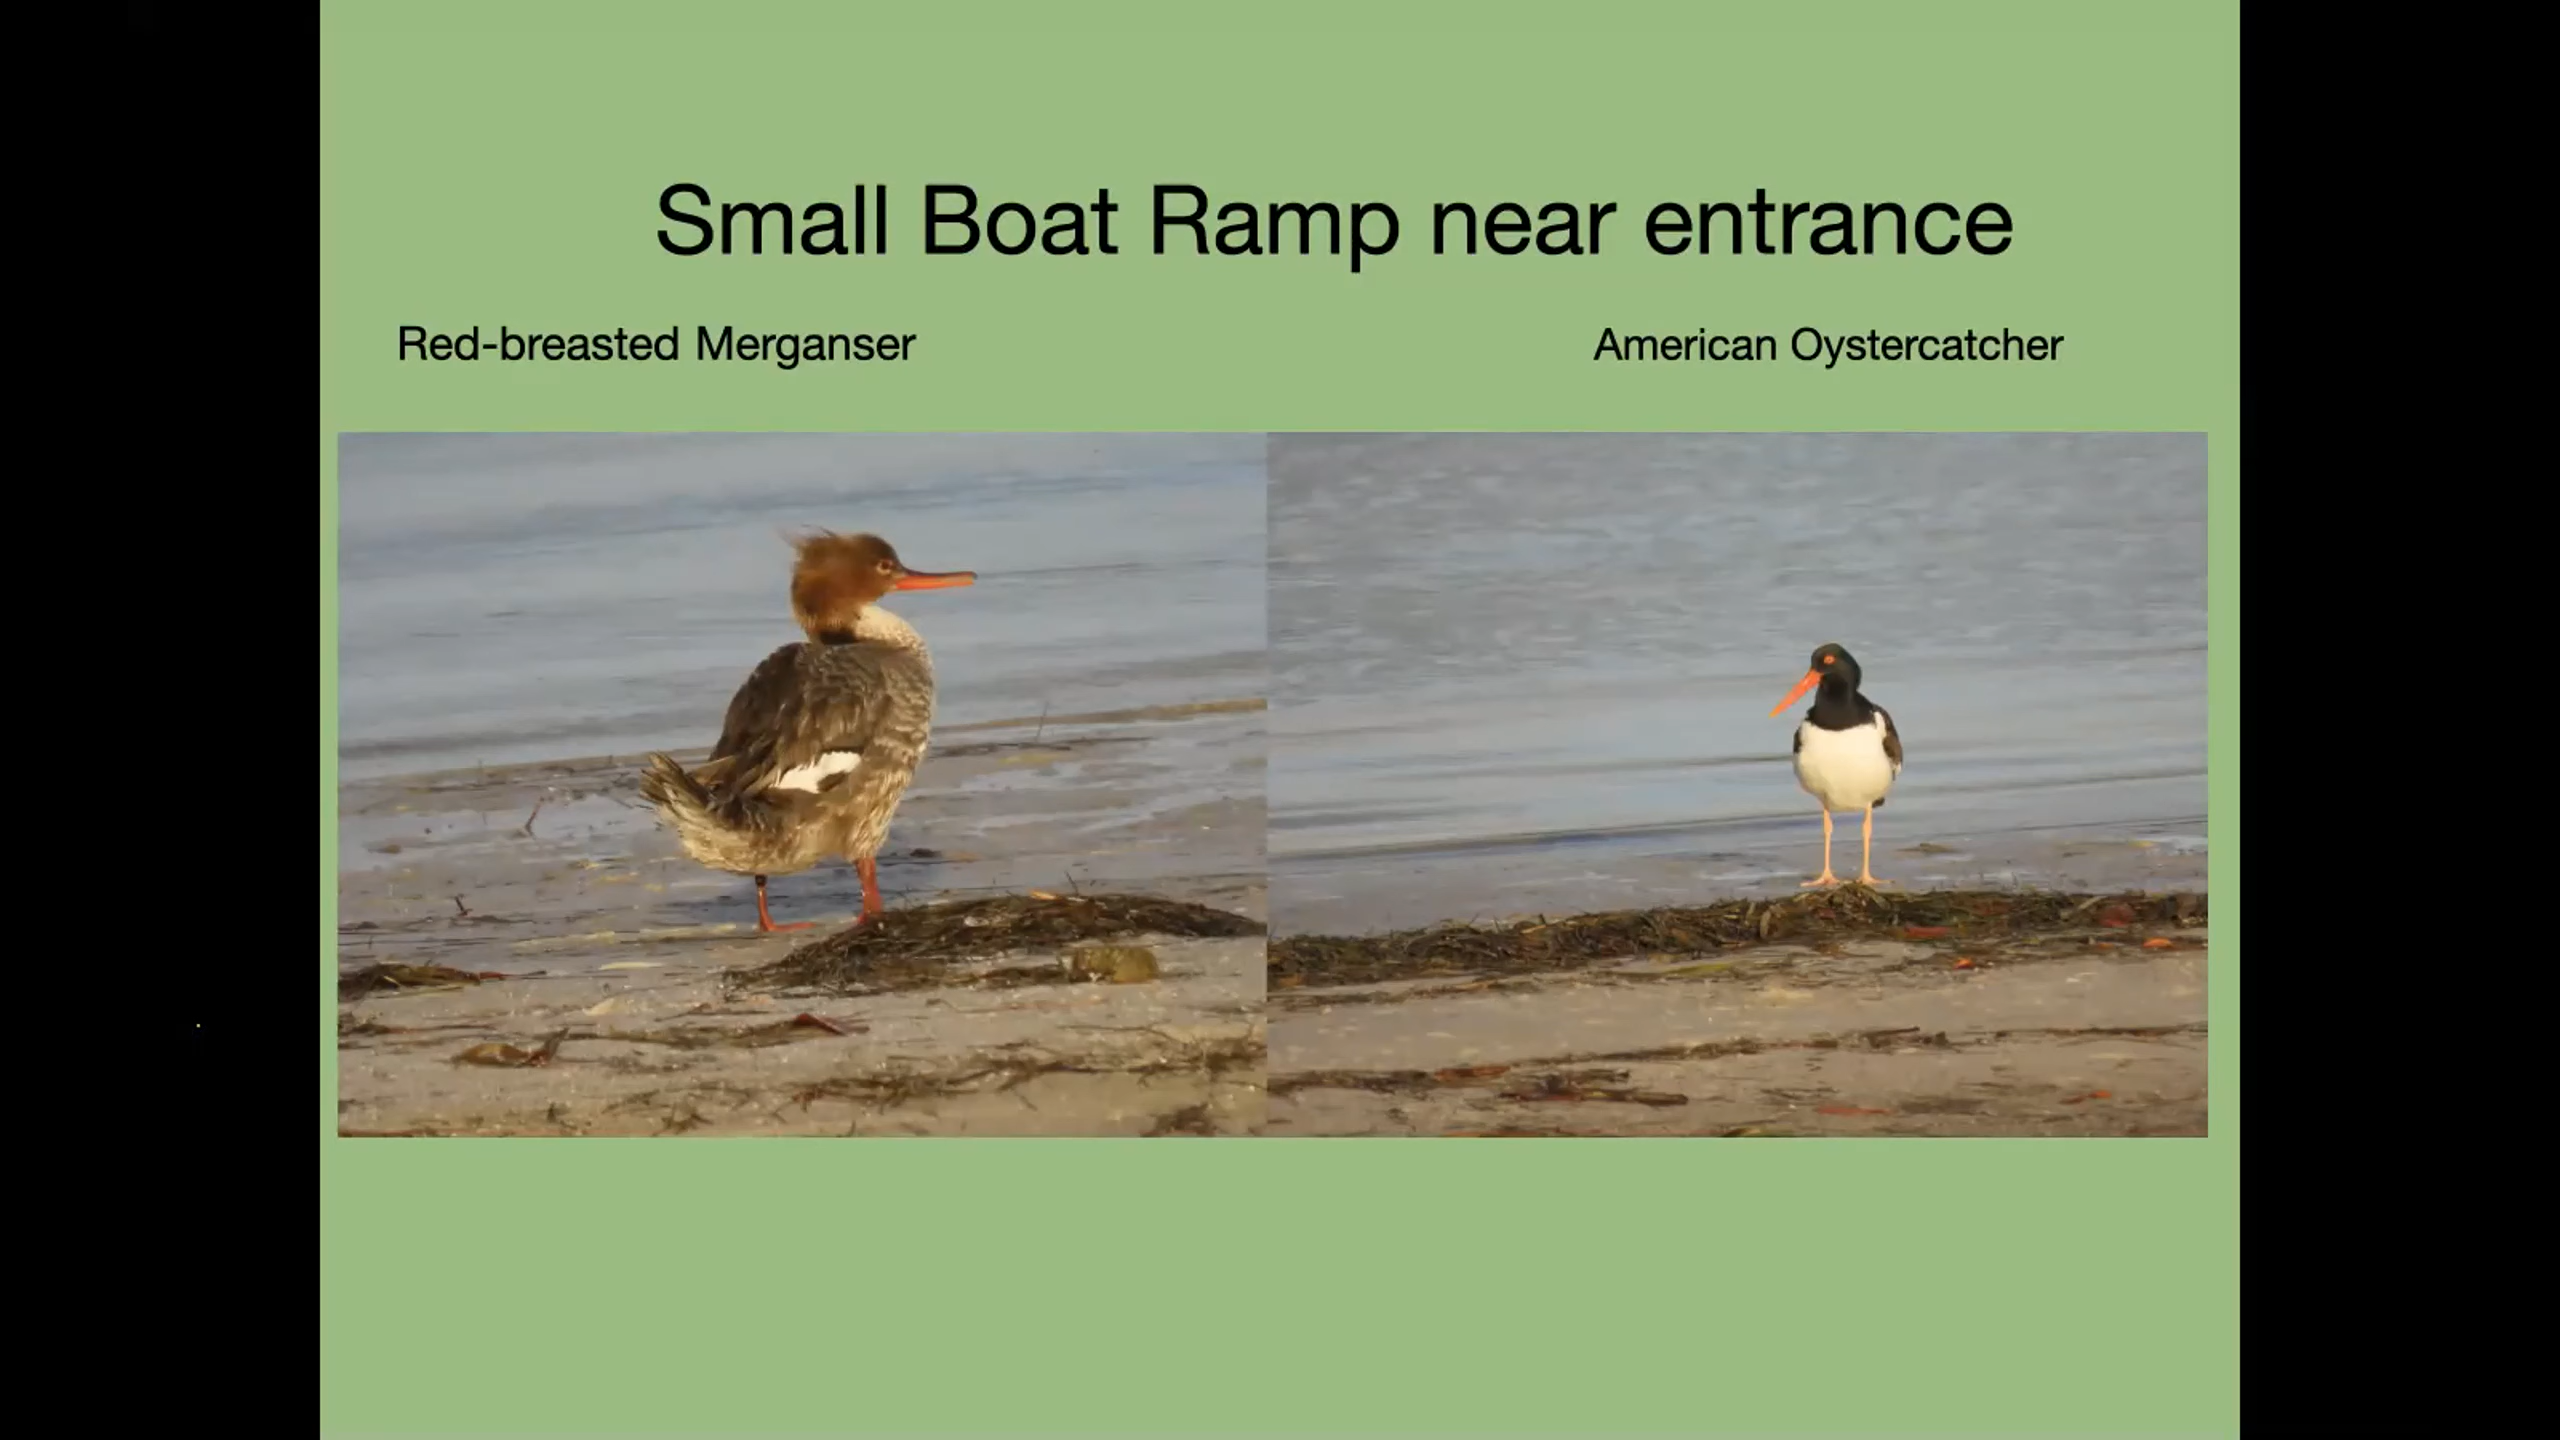 Small Boat Ramp near entrance
Red-breasted Merganser
American Oystercatcher